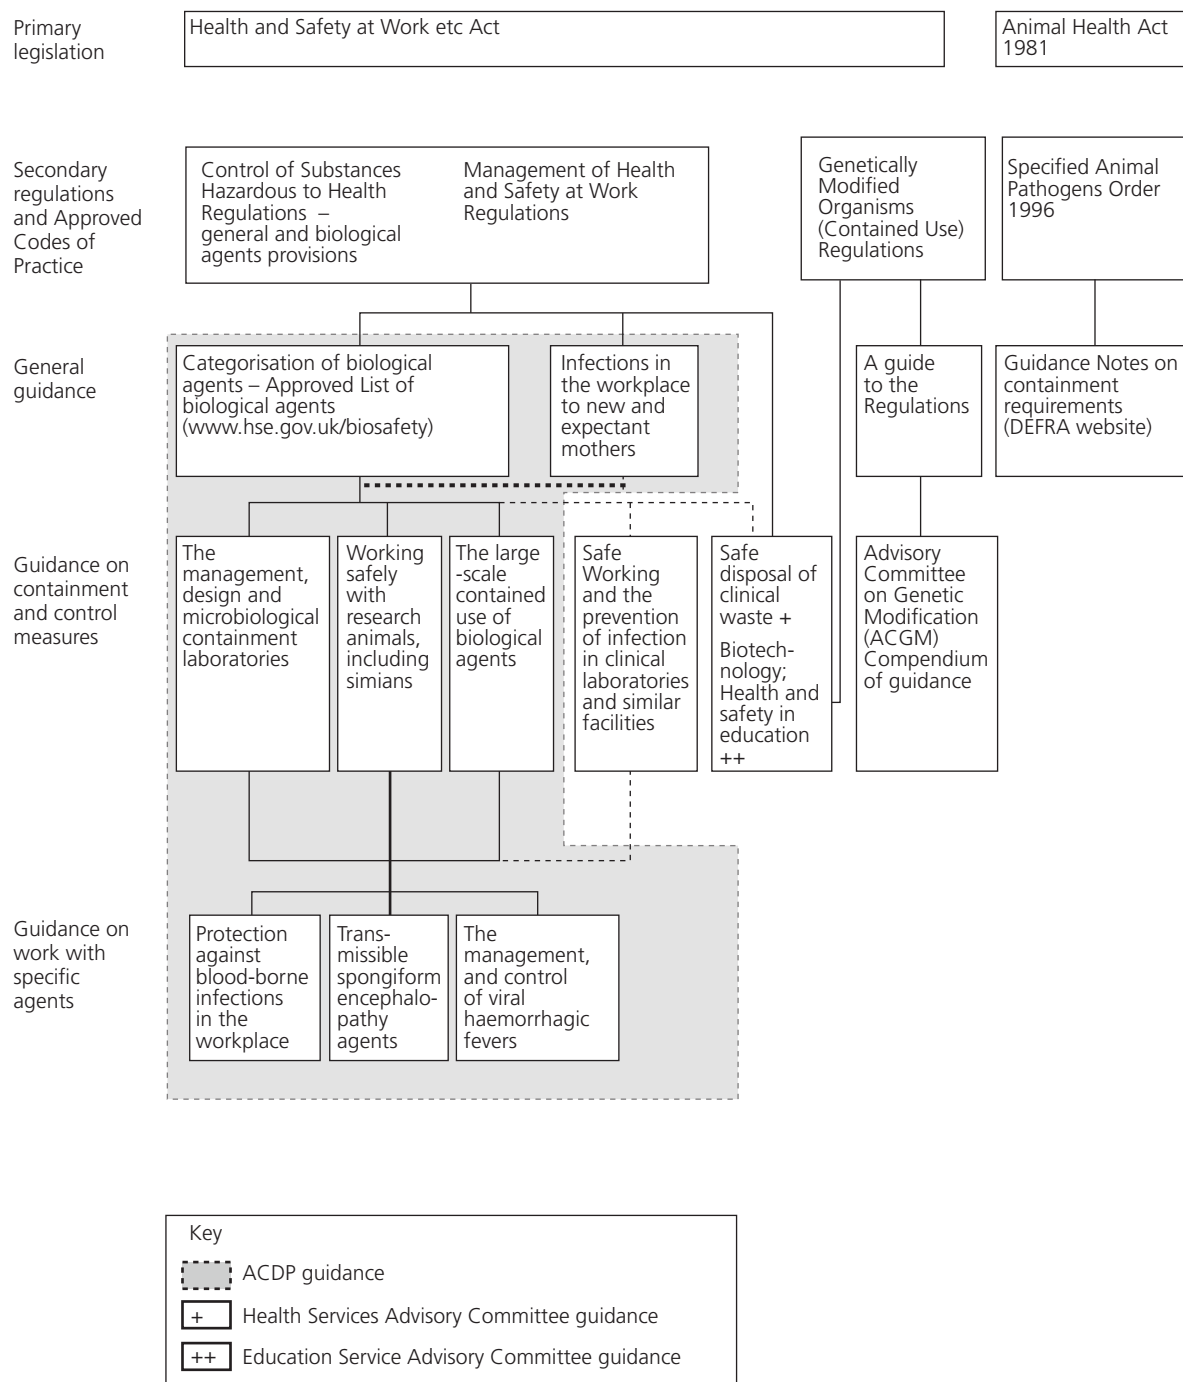 Primary
legislation
Health and Safety at Work etc Act
Animal Health Act
1981
Secondary
regulations
and Approved
Codes of
Practice
Control of Substances
Hazardous to Health
Regulations –
general and biological
agents provisions
Management of Health
and Safety at Work
Regulations
Genetically
Modified
Organisms
(Contained Use)
Regulations
Specified Animal
Pathogens Order
1996
General
guidance
Categorisation of biological
agents – Approved List of
biological agents
(www.hse.gov.uk/biosafety)
Infections in
the workplace
to new and
expectant
mothers
A guide
to the
Regulations
Guidance Notes on
containment
requirements
(DEFRA website)
Guidance on
containment
and control
measures
The
management,
design and
microbiological
containment
laboratories
Working
safely
with
research
animals,
including
simians
The large
-scale
contained
use of
biological
agents
Safe
Working
and the
prevention
of infection
in clinical
laboratories
and similar
facilities
Safe
disposal of
clinical
waste +
Biotech-
nology;
Health and
safety in
education
++
Advisory
Committee
on Genetic
Modification
(ACGM)
Compendium
of guidance
Guidance on
work with
specific
agents
Protection
against
blood-borne
infections
in the
workplace
Trans-
missible
spongiform
encephalo-
pathy
agents
The
management,
and control
of viral
haemorrhagic
fevers
Key
ACDP guidance
+ Health Services Advisory Committee guidance
++ Education Service Advisory Committee guidance